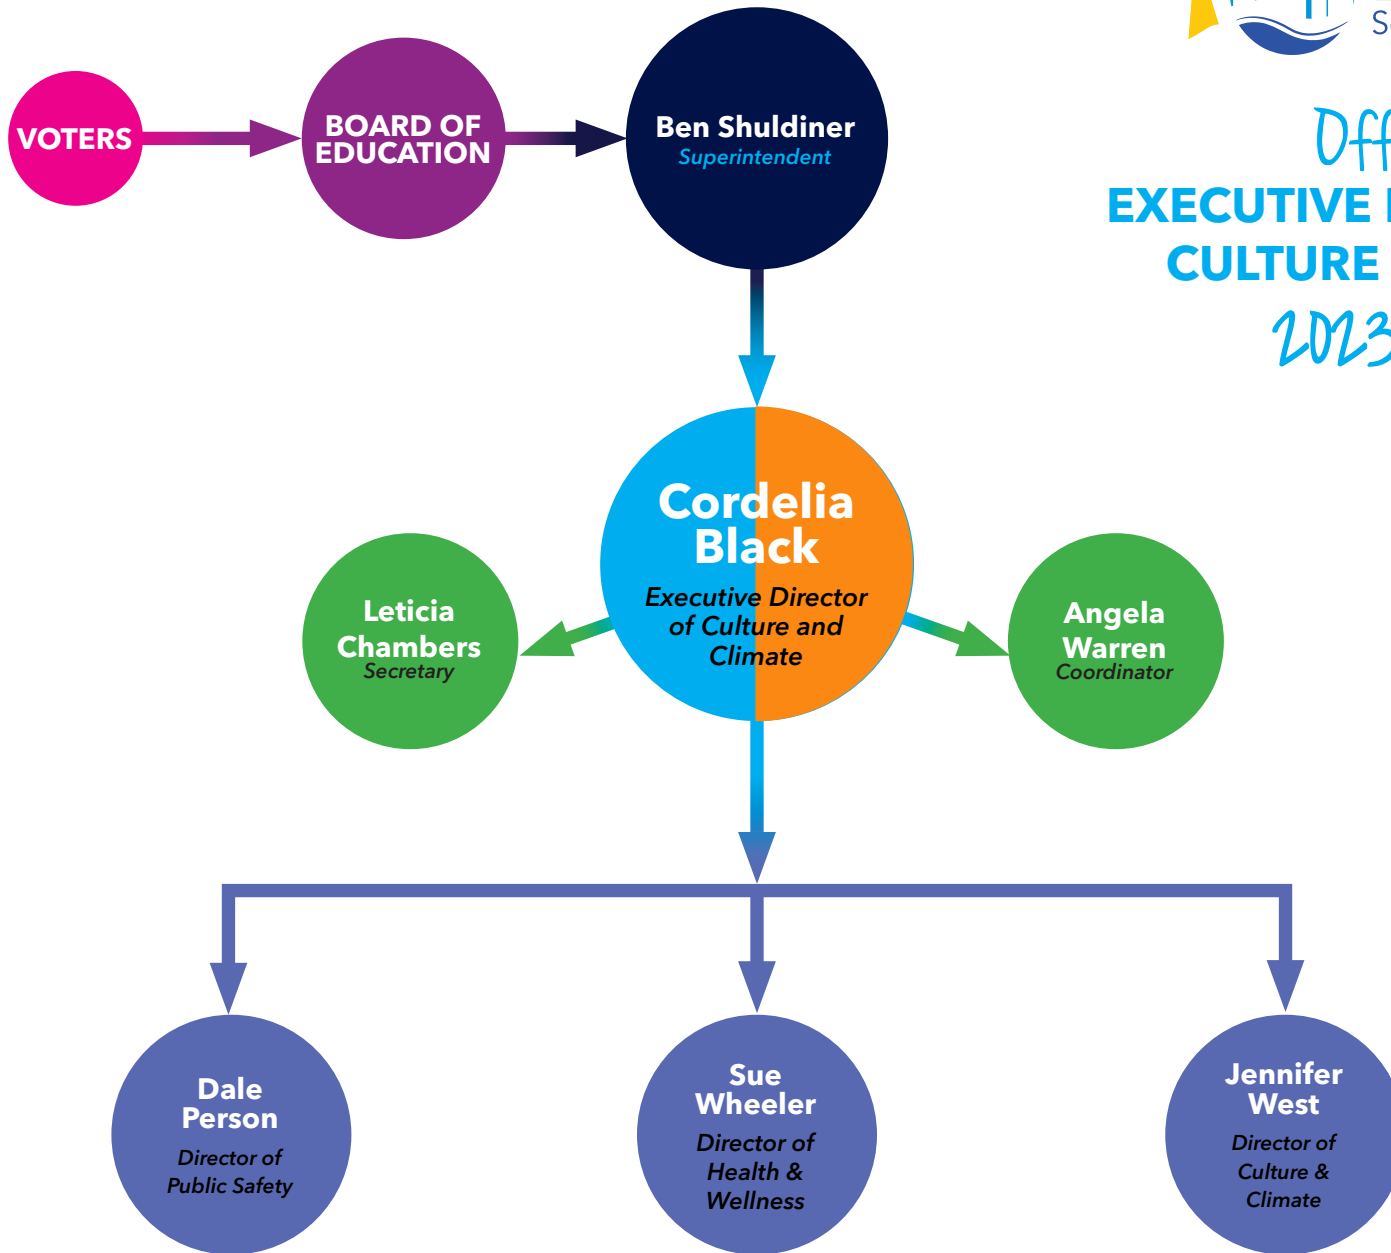 VOTERS
BOARD OF
EDUCATION
Ben Shuldiner
Superintendent
EXECUTIVE
CULTURE
2023
Cordelia
Black
Executive Director
of Culture and
Climate
Leticia
Chambers
Secretary
Angela
Warren
Coordinator
Dale
Person
Director of
Public Safety
Sue
Wheeler
Director of
Health &
Wellness
Jennifer
West
Director of
Culture &
Climate